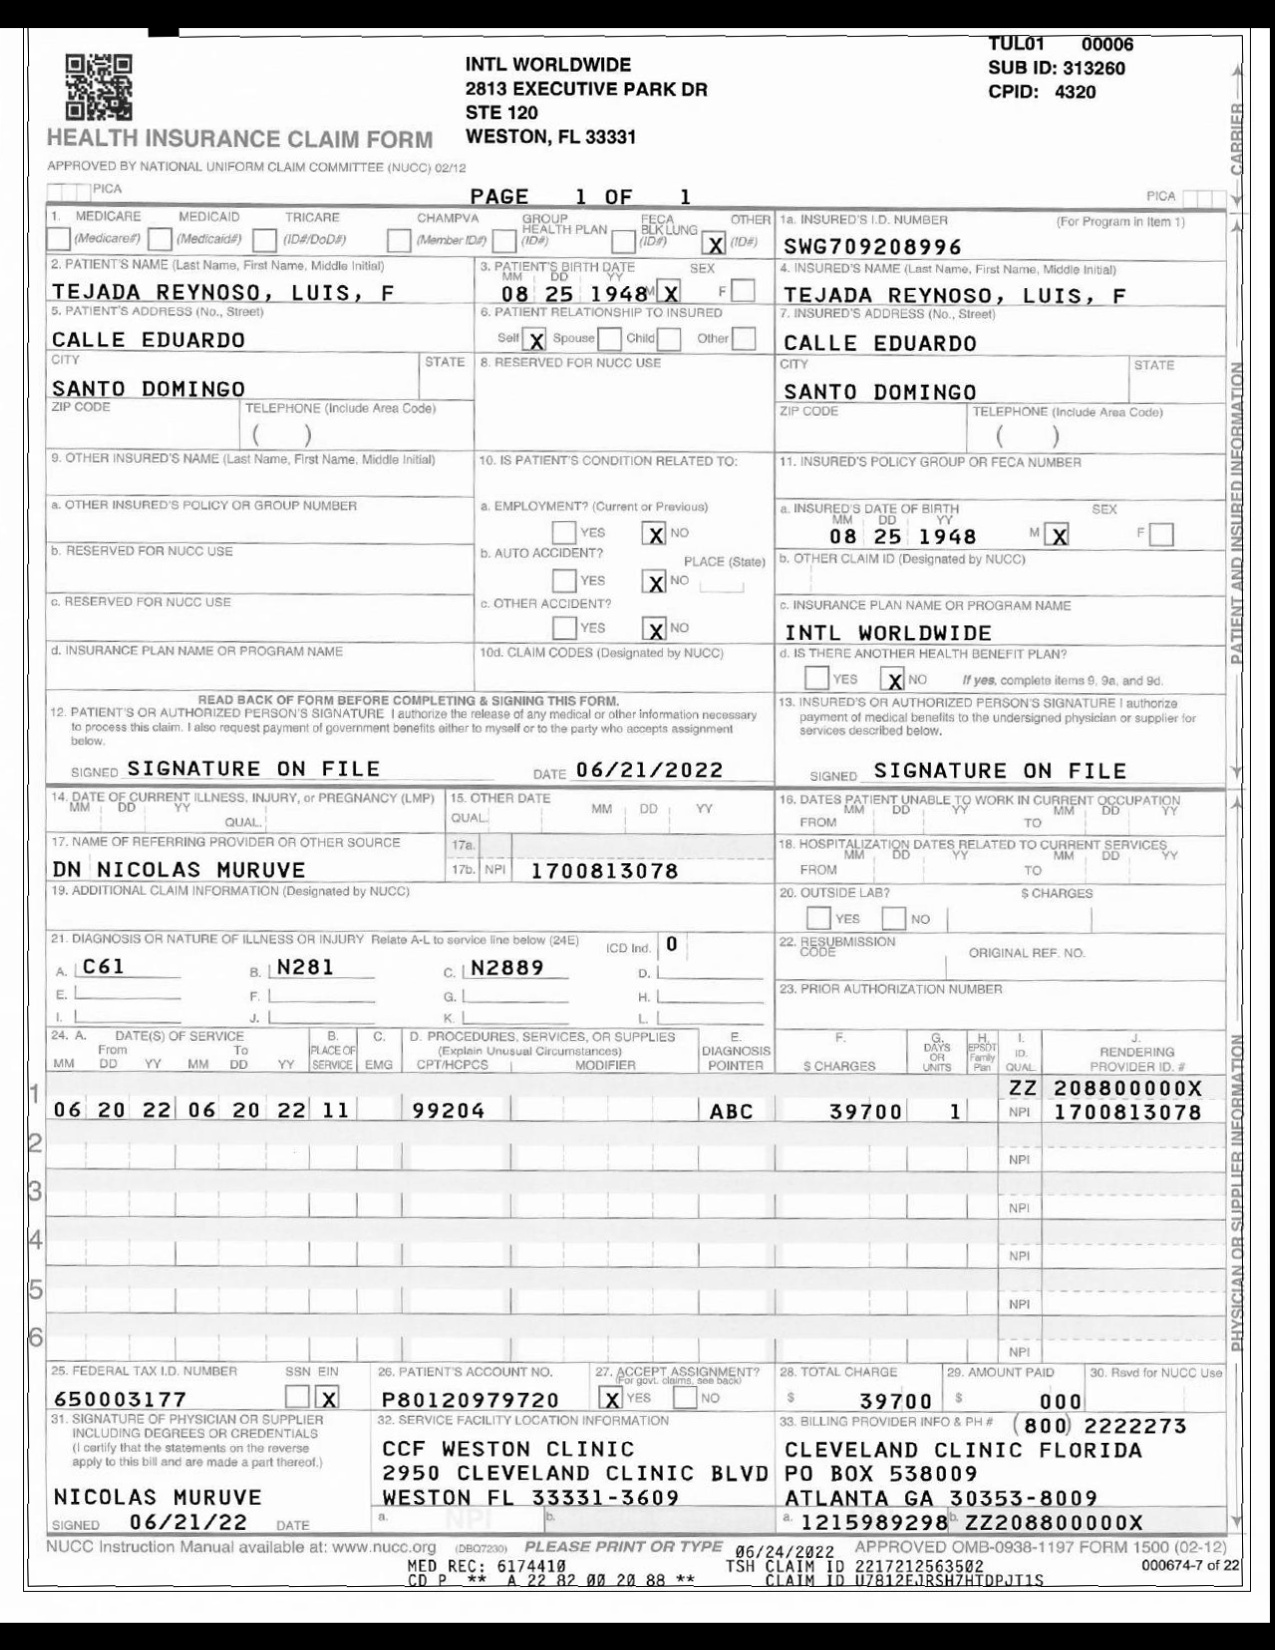 TUL01 00006
INTL WORLDWIDE
SUB ID: 313260
2813 EXECUTIVE PARK DR
CPID: 4320
STE 120
WESTON, FL 33331
HEALTH INSURANCE CLAIM FORM
APPROVED BY NATIONAL UNIFORM CLAIM COMMITTEE (NUCC) 02/12
CARRIER
PICA
PAGE 1 OF 1
PICA
1. MEDICARE MEDICAID TRICARE CHAMPVA GROUP HEALTH PLAN FECA BLK LUNG OTHER
(Medicare#) (Medicaid#) (ID#/DoD#) (Member ID#) (ID#) (ID#) X (ID#)
1a. INSURED'S I.D. NUMBER (For Program in Item 1)
SWG709208996
2. PATIENT'S NAME (Last Name, First Name, Middle Initial)
TEJADA REYNOSO, LUIS, F
3. PATIENT'S BIRTH DATE SEX
MM DD YY
08 25 1948 M X F
4. INSURED'S NAME (Last Name, First Name, Middle Initial)
TEJADA REYNOSO, LUIS, F
5. PATIENT'S ADDRESS (No., Street)
CALLE EDUARDO
6. PATIENT RELATIONSHIP TO INSURED
Self X Spouse Child Other
7. INSURED'S ADDRESS (No., Street)
CALLE EDUARDO
CITY STATE
SANTO DOMINGO
8. RESERVED FOR NUCC USE
CITY STATE
SANTO DOMINGO
ZIP CODE TELEPHONE (Include Area Code)
( )
ZIP CODE TELEPHONE (Include Area Code)
( )
9. OTHER INSURED'S NAME (Last Name, First Name, Middle Initial)
10. IS PATIENT'S CONDITION RELATED TO:
11. INSURED'S POLICY GROUP OR FECA NUMBER
a. OTHER INSURED'S POLICY OR GROUP NUMBER
a. EMPLOYMENT? (Current or Previous)
YES X NO
a. INSURED'S DATE OF BIRTH SEX
MM DD YY
08 25 1948 M X F
b. RESERVED FOR NUCC USE
b. AUTO ACCIDENT? PLACE (State)
YES X NO
b. OTHER CLAIM ID (Designated by NUCC)
c. RESERVED FOR NUCC USE
c. OTHER ACCIDENT?
YES X NO
c. INSURANCE PLAN NAME OR PROGRAM NAME
INTL WORLDWIDE
d. INSURANCE PLAN NAME OR PROGRAM NAME
10d. CLAIM CODES (Designated by NUCC)
d. IS THERE ANOTHER HEALTH BENEFIT PLAN?
YES X NO If yes, complete items 9, 9a, and 9d.
PATIENT AND INSURED INFORMATION
READ BACK OF FORM BEFORE COMPLETING & SIGNING THIS FORM.
12. PATIENT'S OR AUTHORIZED PERSON'S SIGNATURE I authorize the release of any medical or other information necessary
to process this claim. I also request payment of government benefits either to myself or to the party who accepts assignment
below.
SIGNED SIGNATURE ON FILE DATE 06/21/2022
13. INSURED'S OR AUTHORIZED PERSON'S SIGNATURE I authorize
payment of medical benefits to the undersigned physician or supplier for
services described below.
SIGNED SIGNATURE ON FILE
14. DATE OF CURRENT ILLNESS, INJURY, or PREGNANCY (LMP)
MM DD YY
QUAL.
15. OTHER DATE
QUAL. MM DD YY
16. DATES PATIENT UNABLE TO WORK IN CURRENT OCCUPATION
MM DD YY MM DD YY
FROM TO
17. NAME OF REFERRING PROVIDER OR OTHER SOURCE
DN NICOLAS MURUVE
17a.
17b. NPI 1700813078
18. HOSPITALIZATION DATES RELATED TO CURRENT SERVICES
MM DD YY MM DD YY
FROM TO
19. ADDITIONAL CLAIM INFORMATION (Designated by NUCC)
20. OUTSIDE LAB? $ CHARGES
YES NO
21. DIAGNOSIS OR NATURE OF ILLNESS OR INJURY Relate A-L to service line below (24E) ICD Ind. 0
A. C61 B. N281 C. N2889 D.
E. F. G. H.
I. J. K. L.
22. RESUBMISSION CODE ORIGINAL REF. NO.
23. PRIOR AUTHORIZATION NUMBER
24. A. DATE(S) OF SERVICE B. C. D. PROCEDURES, SERVICES, OR SUPPLIES E. F. G. H. I. J.
From To PLACE OF (Explain Unusual Circumstances) DIAGNOSIS DAYS OR EPSDT Family ID. RENDERING
MM DD YY MM DD YY SERVICE EMG CPT/HCPCS MODIFIER POINTER $ CHARGES UNITS Plan QUAL. PROVIDER ID. #
ZZ 208800000X
1 06 20 22 06 20 22 11 99204 ABC 39700 1 NPI 1700813078
2 NPI
3 NPI
4 NPI
5 NPI
6 NPI
PHYSICIAN OR SUPPLIER INFORMATION
25. FEDERAL TAX I.D. NUMBER SSN EIN
650003177 X
26. PATIENT'S ACCOUNT NO.
P80120979720
27. ACCEPT ASSIGNMENT?
(For govt. claims, see back)
X YES NO
28. TOTAL CHARGE
$ 39700
29. AMOUNT PAID
$ 000
30. Rsvd for NUCC Use
31. SIGNATURE OF PHYSICIAN OR SUPPLIER
INCLUDING DEGREES OR CREDENTIALS
(I certify that the statements on the reverse
apply to this bill and are made a part thereof.)
NICOLAS MURUVE
SIGNED 06/21/22 DATE
32. SERVICE FACILITY LOCATION INFORMATION
CCF WESTON CLINIC
2950 CLEVELAND CLINIC BLVD
WESTON FL 33331-3609
a. NPI b.
33. BILLING PROVIDER INFO & PH # (800) 2222273
CLEVELAND CLINIC FLORIDA
PO BOX 538009
ATLANTA GA 30353-8009
a. 1215989298 b. ZZ208800000X
NUCC Instruction Manual available at: www.nucc.org (DBQ7230) PLEASE PRINT OR TYPE 06/24/2022 APPROVED OMB-0938-1197 FORM 1500 (02-12)
MED REC: 6174410 TSH CLAIM ID 2217212563502 000674-7 of 22
CD P ** A 22 82 00 20 88 ** CLAIM ID U7812EJRSH7HTDPJT1S